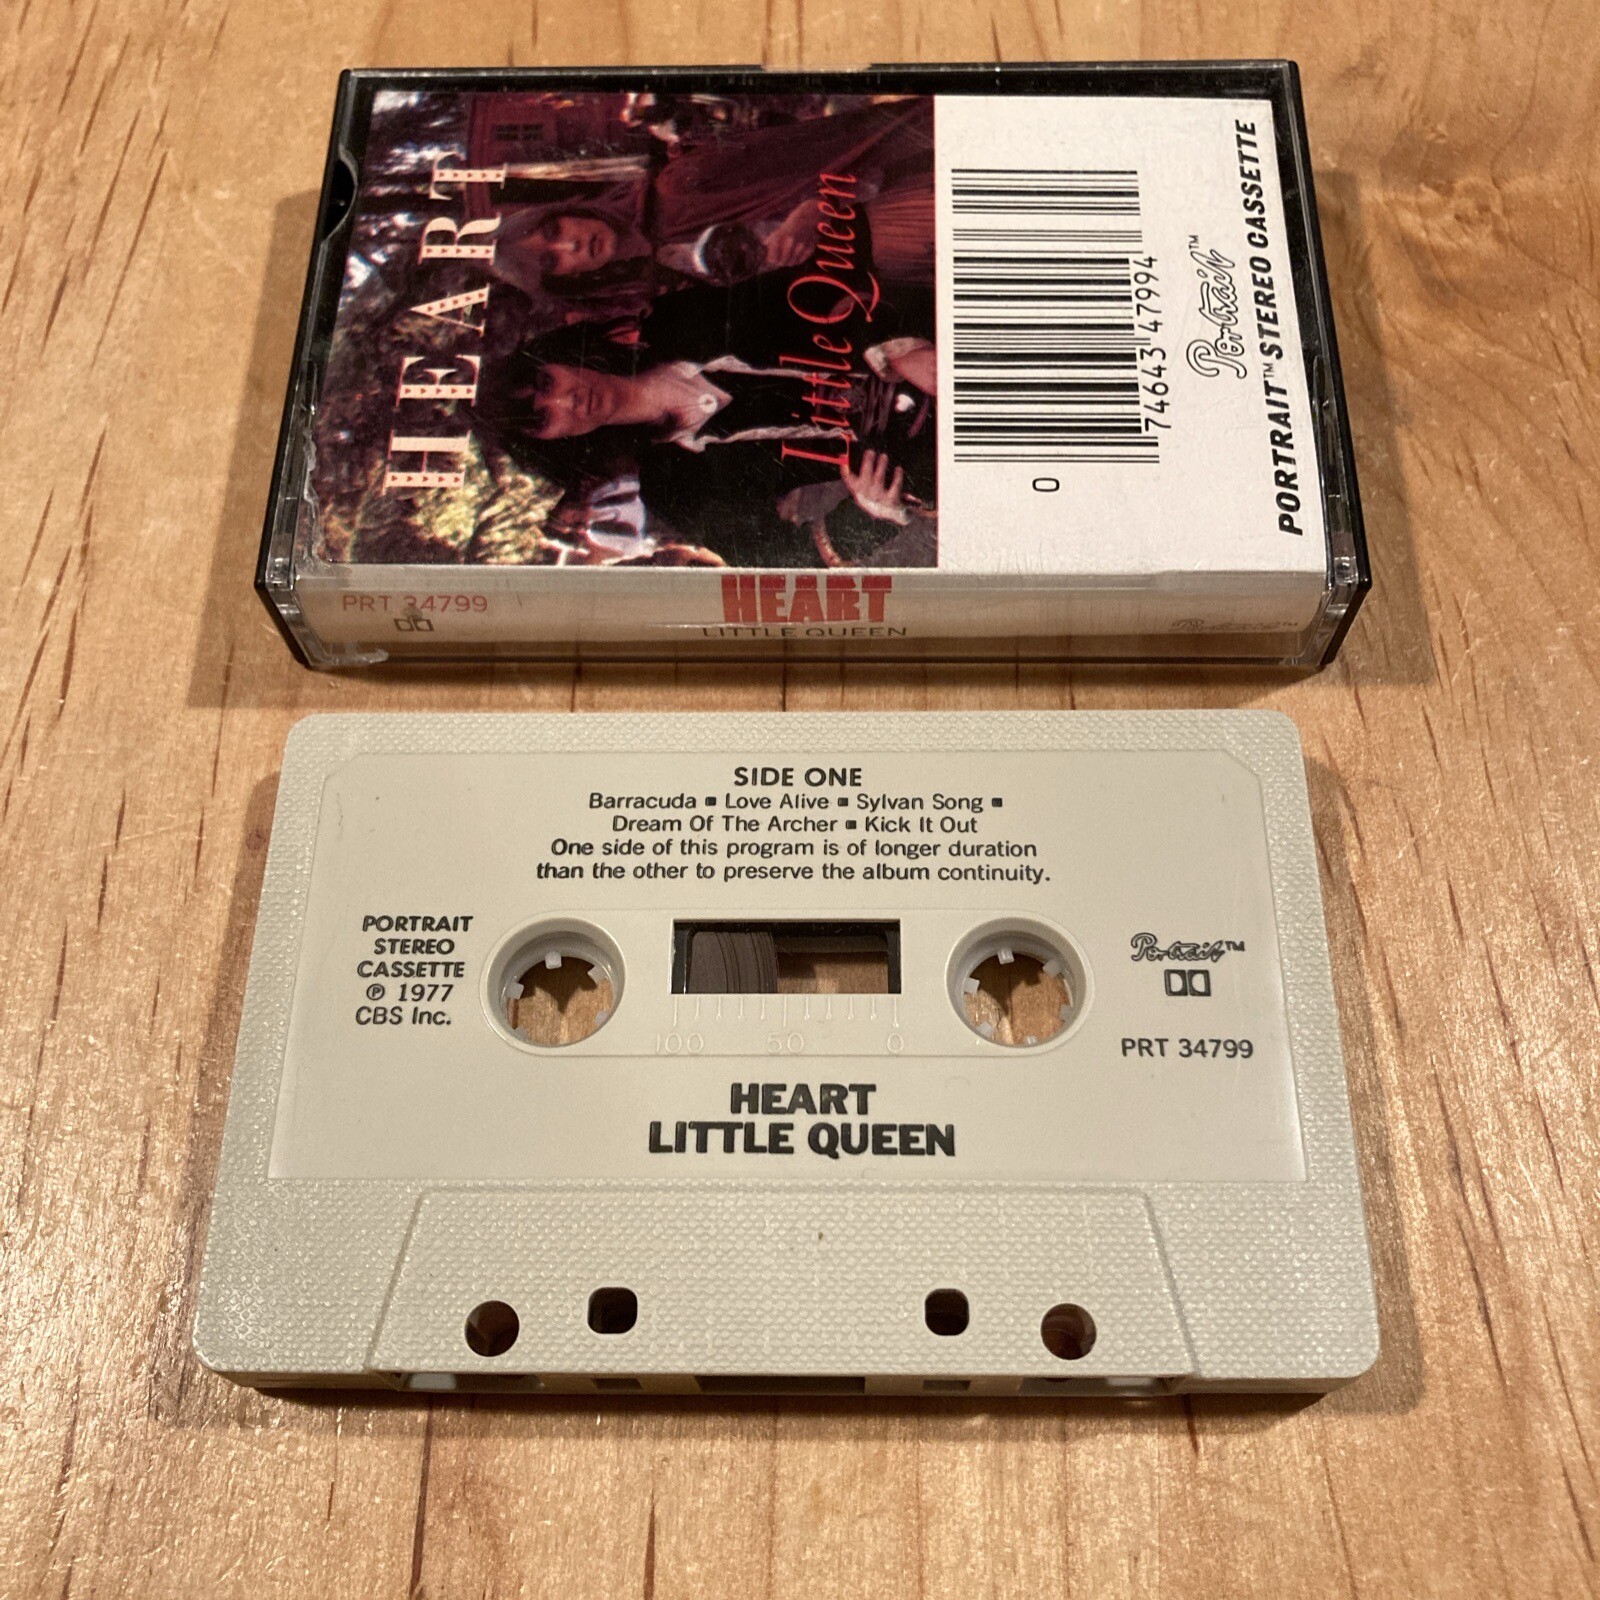 HEART
Little Queen
0
74643 47994
Portrait™
PORTRAIT™ STEREO CASSETTE
PRT 34799
HEART
LITTLE QUEEN
Portrait™
SIDE ONE
Barracuda ■ Love Alive ■ Sylvan Song ■
Dream Of The Archer ■ Kick It Out
One side of this program is of longer duration
than the other to preserve the album continuity.
PORTRAIT
STEREO
CASSETTE
℗ 1977
CBS Inc.
100 50 0
Portrait™
PRT 34799
HEART
LITTLE QUEEN